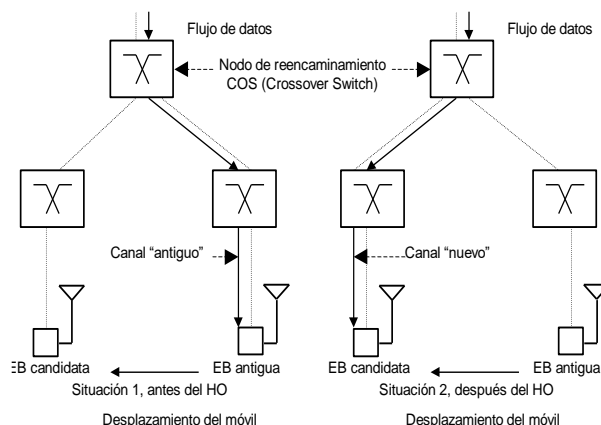 Flujo de datos
Flujo de datos
Nodo de reencaminamiento
COS (Crossover Switch)
Canal “antiguo”
Canal “nuevo”
EB candidata
EB antigua
EB candidata
EB antigua
Situación 1, antes del HO
Situación 2, después del HO
Desplazamiento del móvil
Desplazamiento del móvil